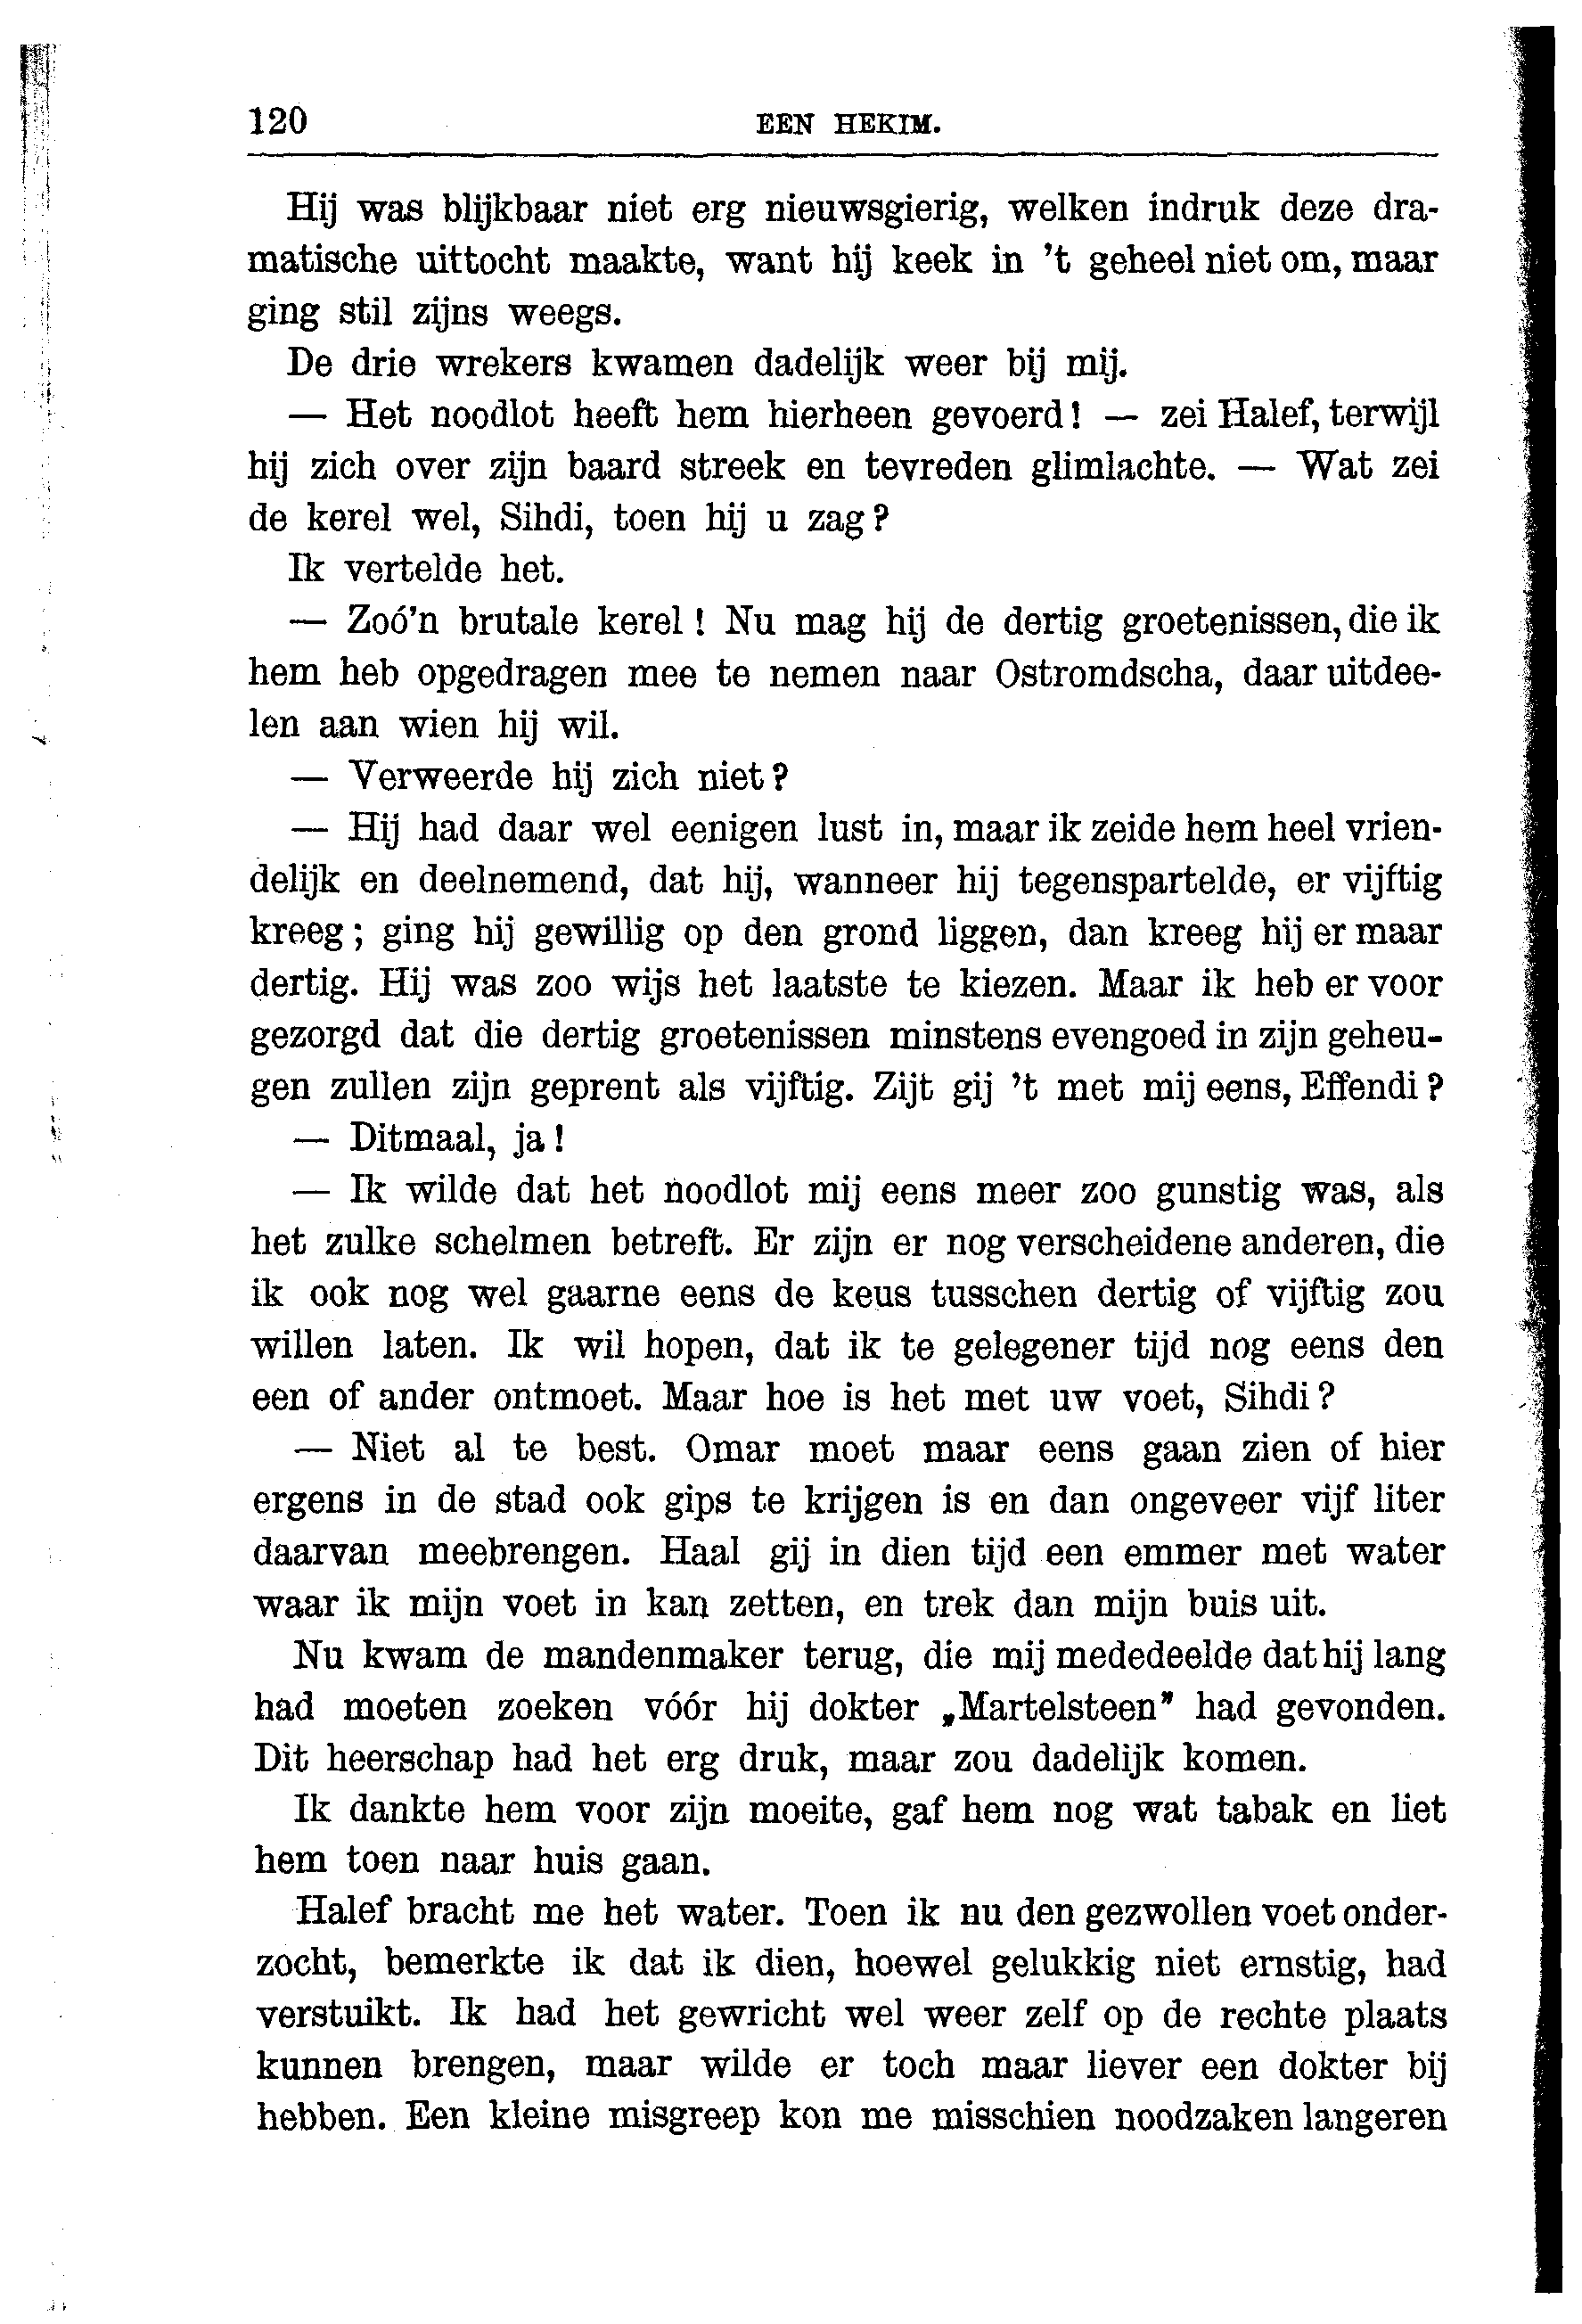 120 EEN HEKIM.
Hij was blijkbaar niet erg nieuwsgierig, welken indruk deze dra-
matische uittocht maakte, want hij keek in 't geheel niet om, maar
ging stil zijns weegs.
De drie wrekers kwamen dadelijk weer bij mij.
— Het noodlot heeft hem hierheen gevoerd! — zei Halef, terwijl
hij zich over zijn baard streek en tevreden glimlachte. — Wat zei
de kerel wel, Sihdi, toen hij u zag?
Ik vertelde het.
— Zoó'n brutale kerel! Nu mag hij de dertig groetenissen, die ik
hem heb opgedragen mee te nemen naar Ostromdscha, daar uitdee-
len aan wien hij wil.
— Verweerde hij zich niet?
— Hij had daar wel eenigen lust in, maar ik zeide hem heel vrien-
delijk en deelnemend, dat hij, wanneer hij tegenspartelde, er vijftig
kreeg; ging hij gewillig op den grond liggen, dan kreeg hij er maar
dertig. Hij was zoo wijs het laatste te kiezen. Maar ik heb er voor
gezorgd dat die dertig groetenissen minstens evengoed in zijn geheu-
gen zullen zijn geprent als vijftig. Zijt gij 't met mij eens, Effendi?
— Ditmaal, ja!
— Ik wilde dat het noodlot mij eens meer zoo gunstig was, als
het zulke schelmen betreft. Er zijn er nog verscheidene anderen, die
ik ook nog wel gaarne eens de keus tusschen dertig of vijftig zou
willen laten. Ik wil hopen, dat ik te gelegener tijd nog eens den
een of ander ontmoet. Maar hoe is het met uw voet, Sihdi?
— Niet al te best. Omar moet maar eens gaan zien of hier
ergens in de stad ook gips te krijgen is en dan ongeveer vijf liter
daarvan meebrengen. Haal gij in dien tijd een emmer met water
waar ik mijn voet in kan zetten, en trek dan mijn buis uit.
Nu kwam de mandenmaker terug, die mij mededeelde dat hij lang
had moeten zoeken vóór hij dokter „Martelsteen" had gevonden.
Dit heerschap had het erg druk, maar zou dadelijk komen.
Ik dankte hem voor zijn moeite, gaf hem nog wat tabak en liet
hem toen naar huis gaan.
Halef bracht me het water. Toen ik nu den gezwollen voet onder-
zocht, bemerkte ik dat ik dien, hoewel gelukkig niet ernstig, had
verstuikt. Ik had het gewricht wel weer zelf op de rechte plaats
kunnen brengen, maar wilde er toch maar liever een dokter bij
hebben. Een kleine misgreep kon me misschien noodzaken langeren